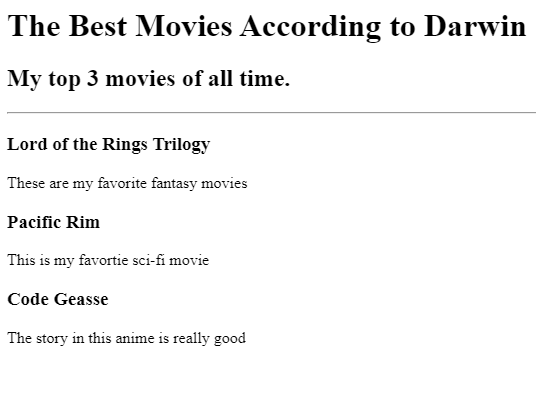 The Best Movies According to Darwin
My top 3 movies of all time.
Lord of the Rings Trilogy
These are my favorite fantasy movies
Pacific Rim
This is my favortie sci-fi movie
Code Geasse
The story in this anime is really good